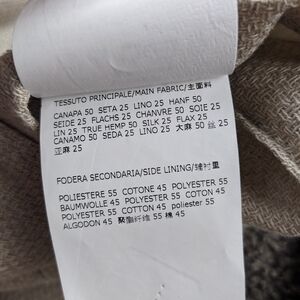 TESSUTO PRINCIPALE/MAIN FABRIC/主面料
CANAPA 50 SETA 25 LINO 25 HANF 50
SEIDE 25 FLACHS 25 CHANVRE 50 SOIE 25
LIN 25 TRUE HEMP 50 SILK 25 FLAX 25
CANAMO 50 SEDA 25 LINO 25 大麻 50 丝 25
亚麻 25
FODERA SECONDARIA/SIDE LINING/辅衬里
POLIESTERE 55 COTONE 45 POLYESTER 55
BAUMWOLLE 45 POLYESTER 55 COTON 45
POLYESTER 55 COTTON 45 poliester 55
ALGODON 45 聚酯纤维 55 棉 45